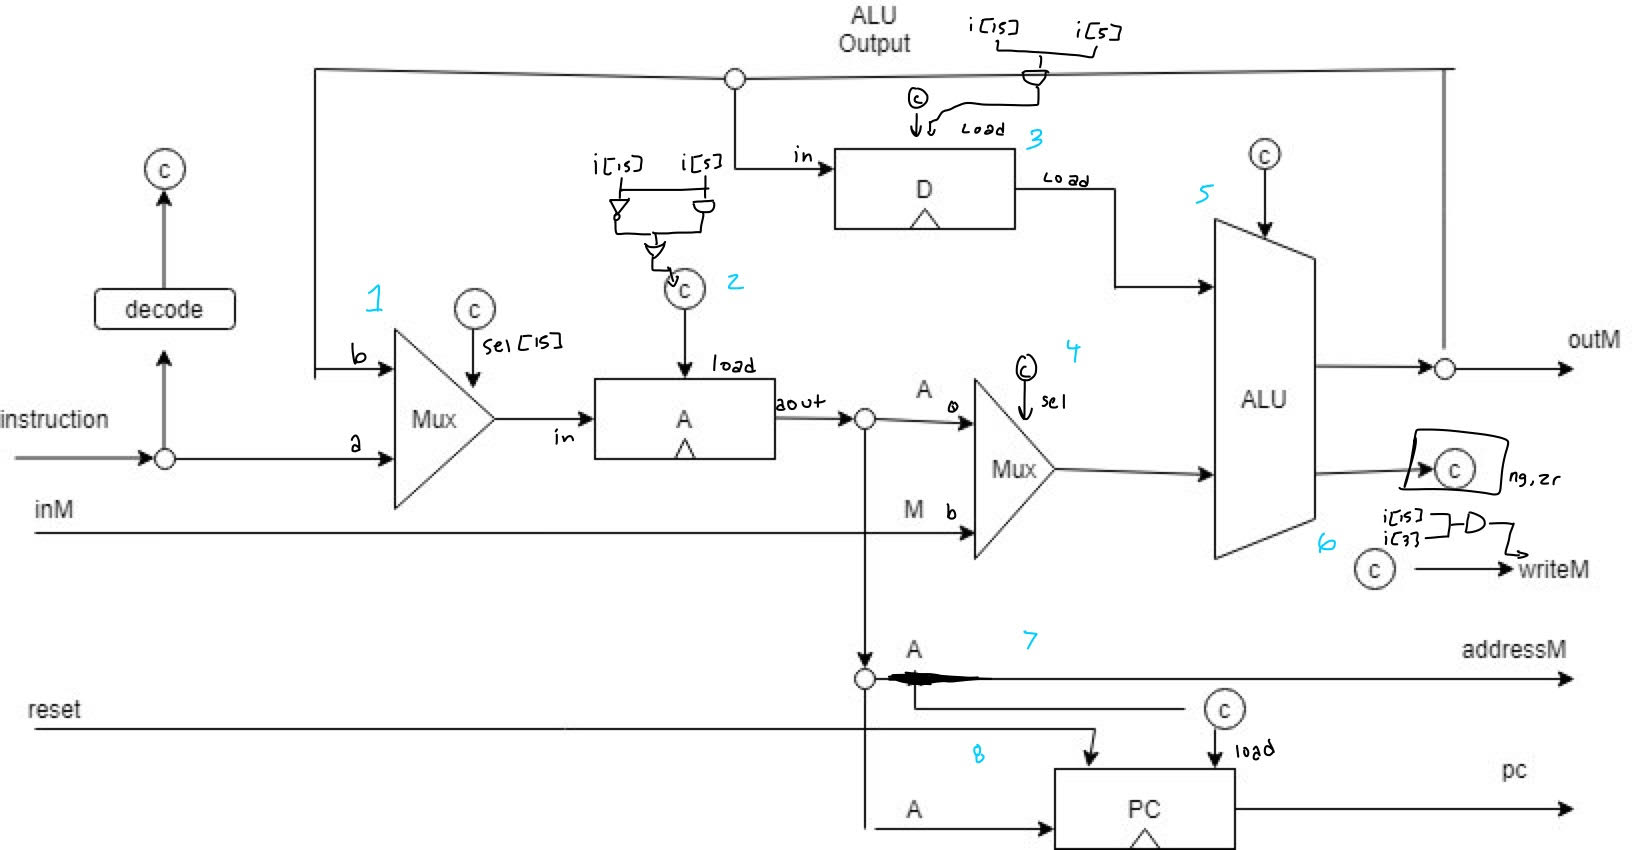 ALU
Output
i[15] i[5]
c
Load
3
in
D
Load
c
5
i[15] i[5]
c
2
c
decode
1
c
sel [15]
b
load
Mux
A
in
aout
instruction
a
A
a
4
c
sel
Mux
ALU
outM
inM
M
b
c
ng, zr
i[15]
i[3]
6
c
writeM
7
A
addressM
reset
c
load
8
A
PC
pc